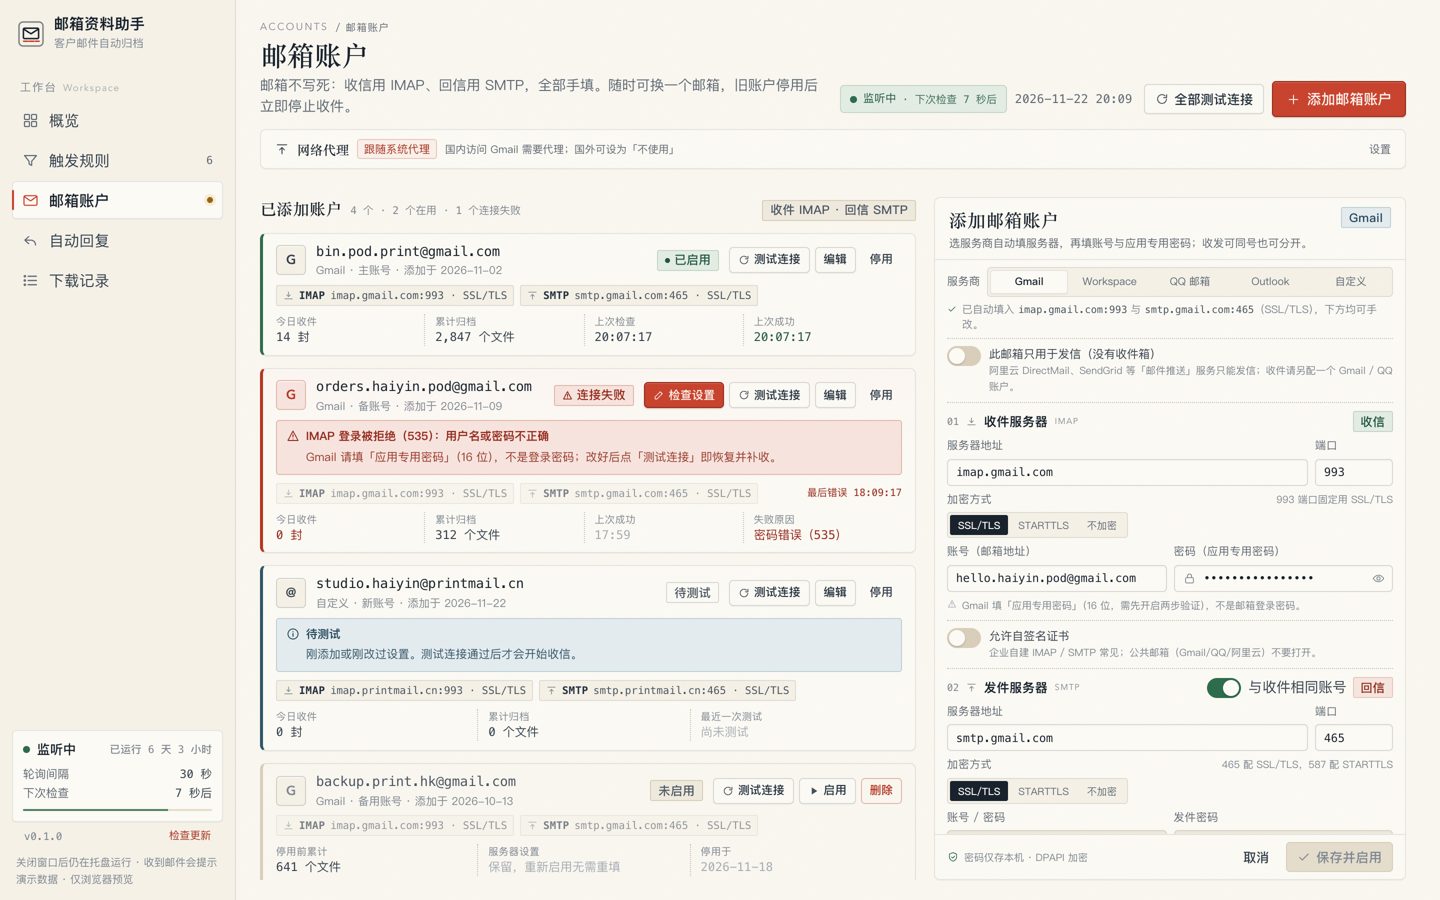 邮箱资料助手
客户邮件自动归档
工作台 Workspace
概览
触发规则 6
邮箱账户
自动回复
下载记录
监听中 已运行 6 天 3 小时
轮询间隔 30 秒
下次检查 7 秒后
v0.1.0 检查更新
关闭窗口后仍在托盘运行 · 收到邮件会提示
演示数据 · 仅浏览器预览
ACCOUNTS / 邮箱账户
邮箱账户
邮箱不写死：收信用 IMAP、回信用 SMTP，全部手填。随时可换一个邮箱，旧账户停用后
立即停止收件。
监听中 · 下次检查 7 秒后 2026-11-22 20:09 全部测试连接 添加邮箱账户
网络代理 跟随系统代理 国内访问 Gmail 需要代理；国外可设为「不使用」 设置
已添加账户 4 个 · 2 个在用 · 1 个连接失败 收件 IMAP · 回信 SMTP
G bin.pod.print@gmail.com 已启用 测试连接 编辑 停用
Gmail · 主账号 · 添加于 2026-11-02
IMAP imap.gmail.com:993 · SSL/TLS SMTP smtp.gmail.com:465 · SSL/TLS
今日收件 累计归档 上次检查 上次成功
14 封 2,847 个文件 20:07:17 20:07:17
G orders.haiyin.pod@gmail.com 连接失败 检查设置 测试连接 编辑 停用
Gmail · 备账号 · 添加于 2026-11-09
IMAP 登录被拒绝（535）：用户名或密码不正确
Gmail 请填「应用专用密码」（16 位），不是登录密码；改好后点「测试连接」即恢复并补收。
IMAP imap.gmail.com:993 · SSL/TLS SMTP smtp.gmail.com:465 · SSL/TLS 最后错误 18:09:17
今日收件 累计归档 上次成功 失败原因
0 封 312 个文件 17:59 密码错误（535）
@ studio.haiyin@printmail.cn 待测试 测试连接 编辑 停用
自定义 · 新账号 · 添加于 2026-11-22
待测试
刚添加或刚改过设置。测试连接通过后才会开始收信。
IMAP imap.printmail.cn:993 · SSL/TLS SMTP smtp.printmail.cn:465 · SSL/TLS
今日收件 累计归档 最近一次测试
0 封 0 个文件 尚未测试
G backup.print.hk@gmail.com 未启用 测试连接 启用 删除
Gmail · 备用账号 · 添加于 2026-10-13
IMAP imap.gmail.com:993 · SSL/TLS SMTP smtp.gmail.com:465 · SSL/TLS
停用前累计 服务器设置 停用于
641 个文件 保留，重新启用无需重填 2026-11-18
添加邮箱账户 Gmail
选服务商自动填服务器，再填账号与应用专用密码；收发可同号也可分开。
服务商 Gmail Workspace QQ 邮箱 Outlook 自定义
已自动填入 imap.gmail.com:993 与 smtp.gmail.com:465（SSL/TLS），下方均可手
改。
此邮箱只用于发信（没有收件箱）
阿里云 DirectMail、SendGrid 等「邮件推送」服务只能发信；收件请另配一个 Gmail / QQ
账户。
01 收件服务器 IMAP 收信
服务器地址 端口
imap.gmail.com 993
加密方式 993 端口固定用 SSL/TLS
SSL/TLS STARTTLS 不加密
账号（邮箱地址） 密码（应用专用密码）
hello.haiyin.pod@gmail.com ••••••••••••••••
Gmail 填「应用专用密码」（16 位，需先开启两步验证），不是邮箱登录密码。
允许自签名证书
企业自建 IMAP / SMTP 常见；公共邮箱（Gmail/QQ/阿里云）不要打开。
02 发件服务器 SMTP 与收件相同账号 回信
服务器地址 端口
smtp.gmail.com 465
加密方式 465 配 SSL/TLS，587 配 STARTTLS
SSL/TLS STARTTLS 不加密
账号 / 密码 发件密码
密码仅存本机 · DPAPI 加密 取消 保存并启用